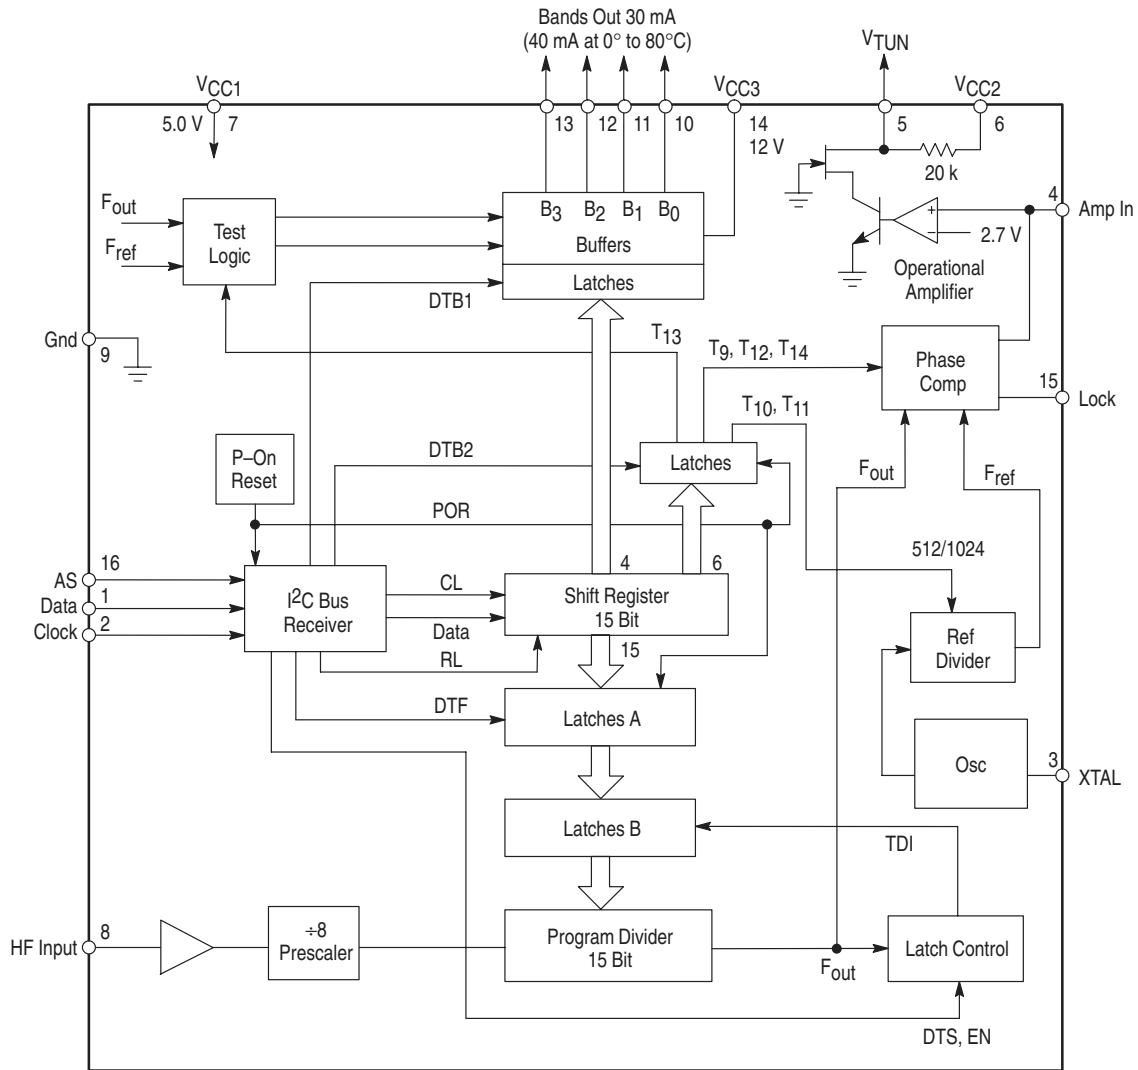 Bands Out 30 mA
(40 mA at 0° to 80°C)
VTUN
VCC1
VCC3
VCC2
5.0 V
7
13
12
11
10
14
12 V
5
6
20 k
4
Amp In
Fout
Fref
Test
Logic
B3
B2
B1
B0
Buffers
Latches
+
–
2.7 V
Operational
Amplifier
DTB1
Gnd
9
T13
T9, T12, T14
Phase
Comp
15
Lock
T10, T11
P–On
Reset
DTB2
Latches
Fout
Fref
POR
512/1024
16
AS
1
Data
2
Clock
I2C Bus
Receiver
CL
Data
RL
4
6
Shift Register
15 Bit
15
Ref
Divider
DTF
Latches A
Osc
3
XTAL
Latches B
TDI
8
HF Input
÷8
Prescaler
Program Divider
15 Bit
Fout
Latch Control
DTS, EN